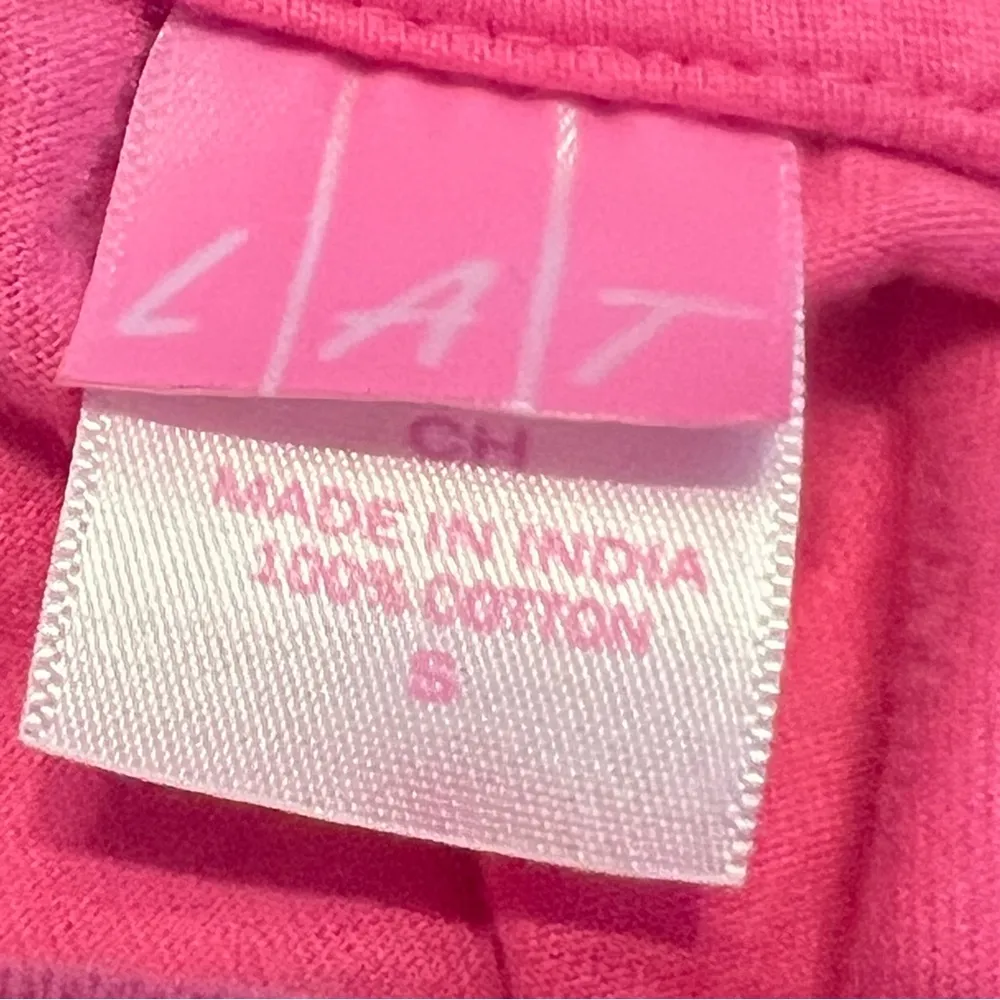 L A T
CH
MADE IN INDIA
100% COTTON
S